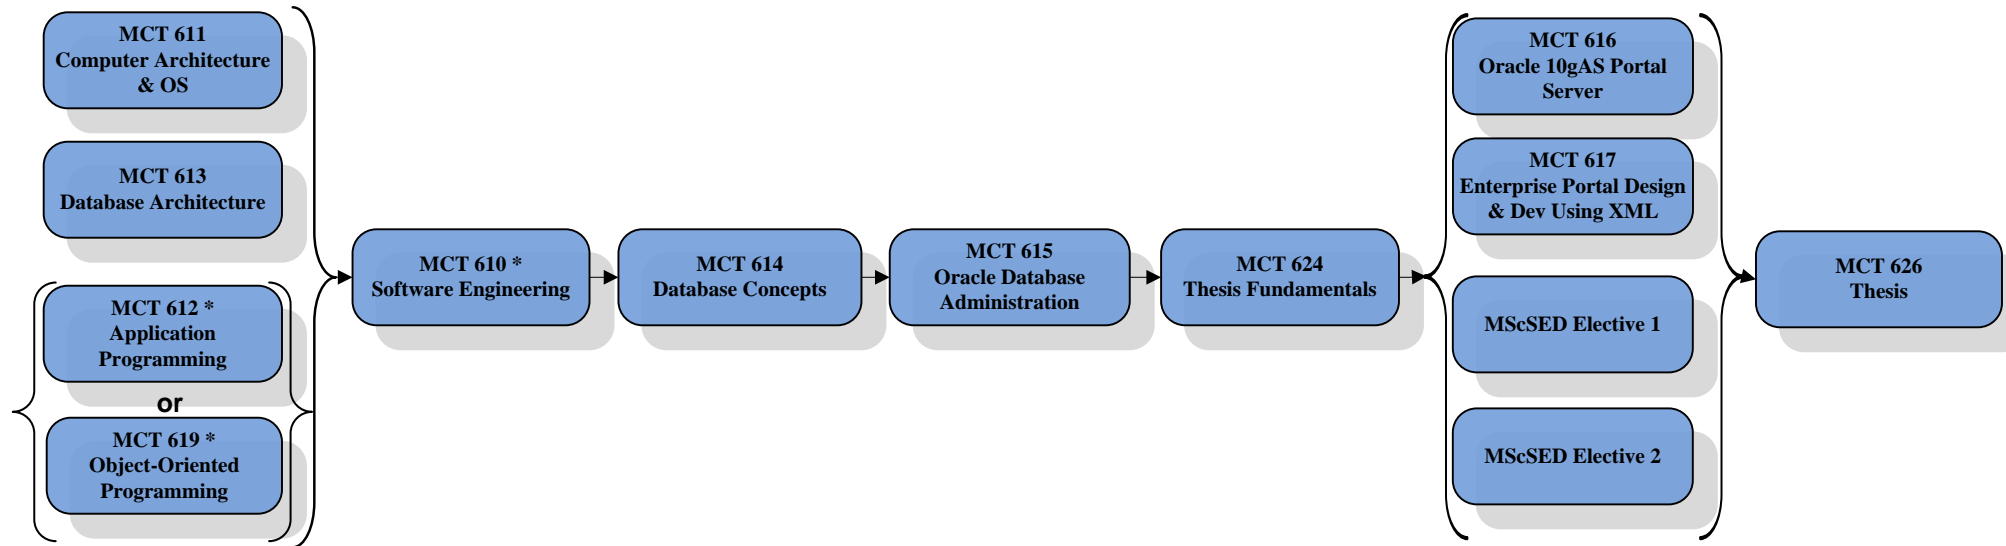 MCT 611
Computer Architecture
& OS
MCT 613
Database Architecture
MCT 612 *
Application
Programming
or
MCT 619 *
Object-Oriented
Programming
MCT 610 *
Software Engineering
MCT 614
Database Concepts
MCT 615
Oracle Database
Administration
MCT 624
Thesis Fundamentals
MCT 616
Oracle 10gAS Portal
Server
MCT 617
Enterprise Portal Design
& Dev Using XML
MScSED Elective 1
MScSED Elective 2
MCT 626
Thesis